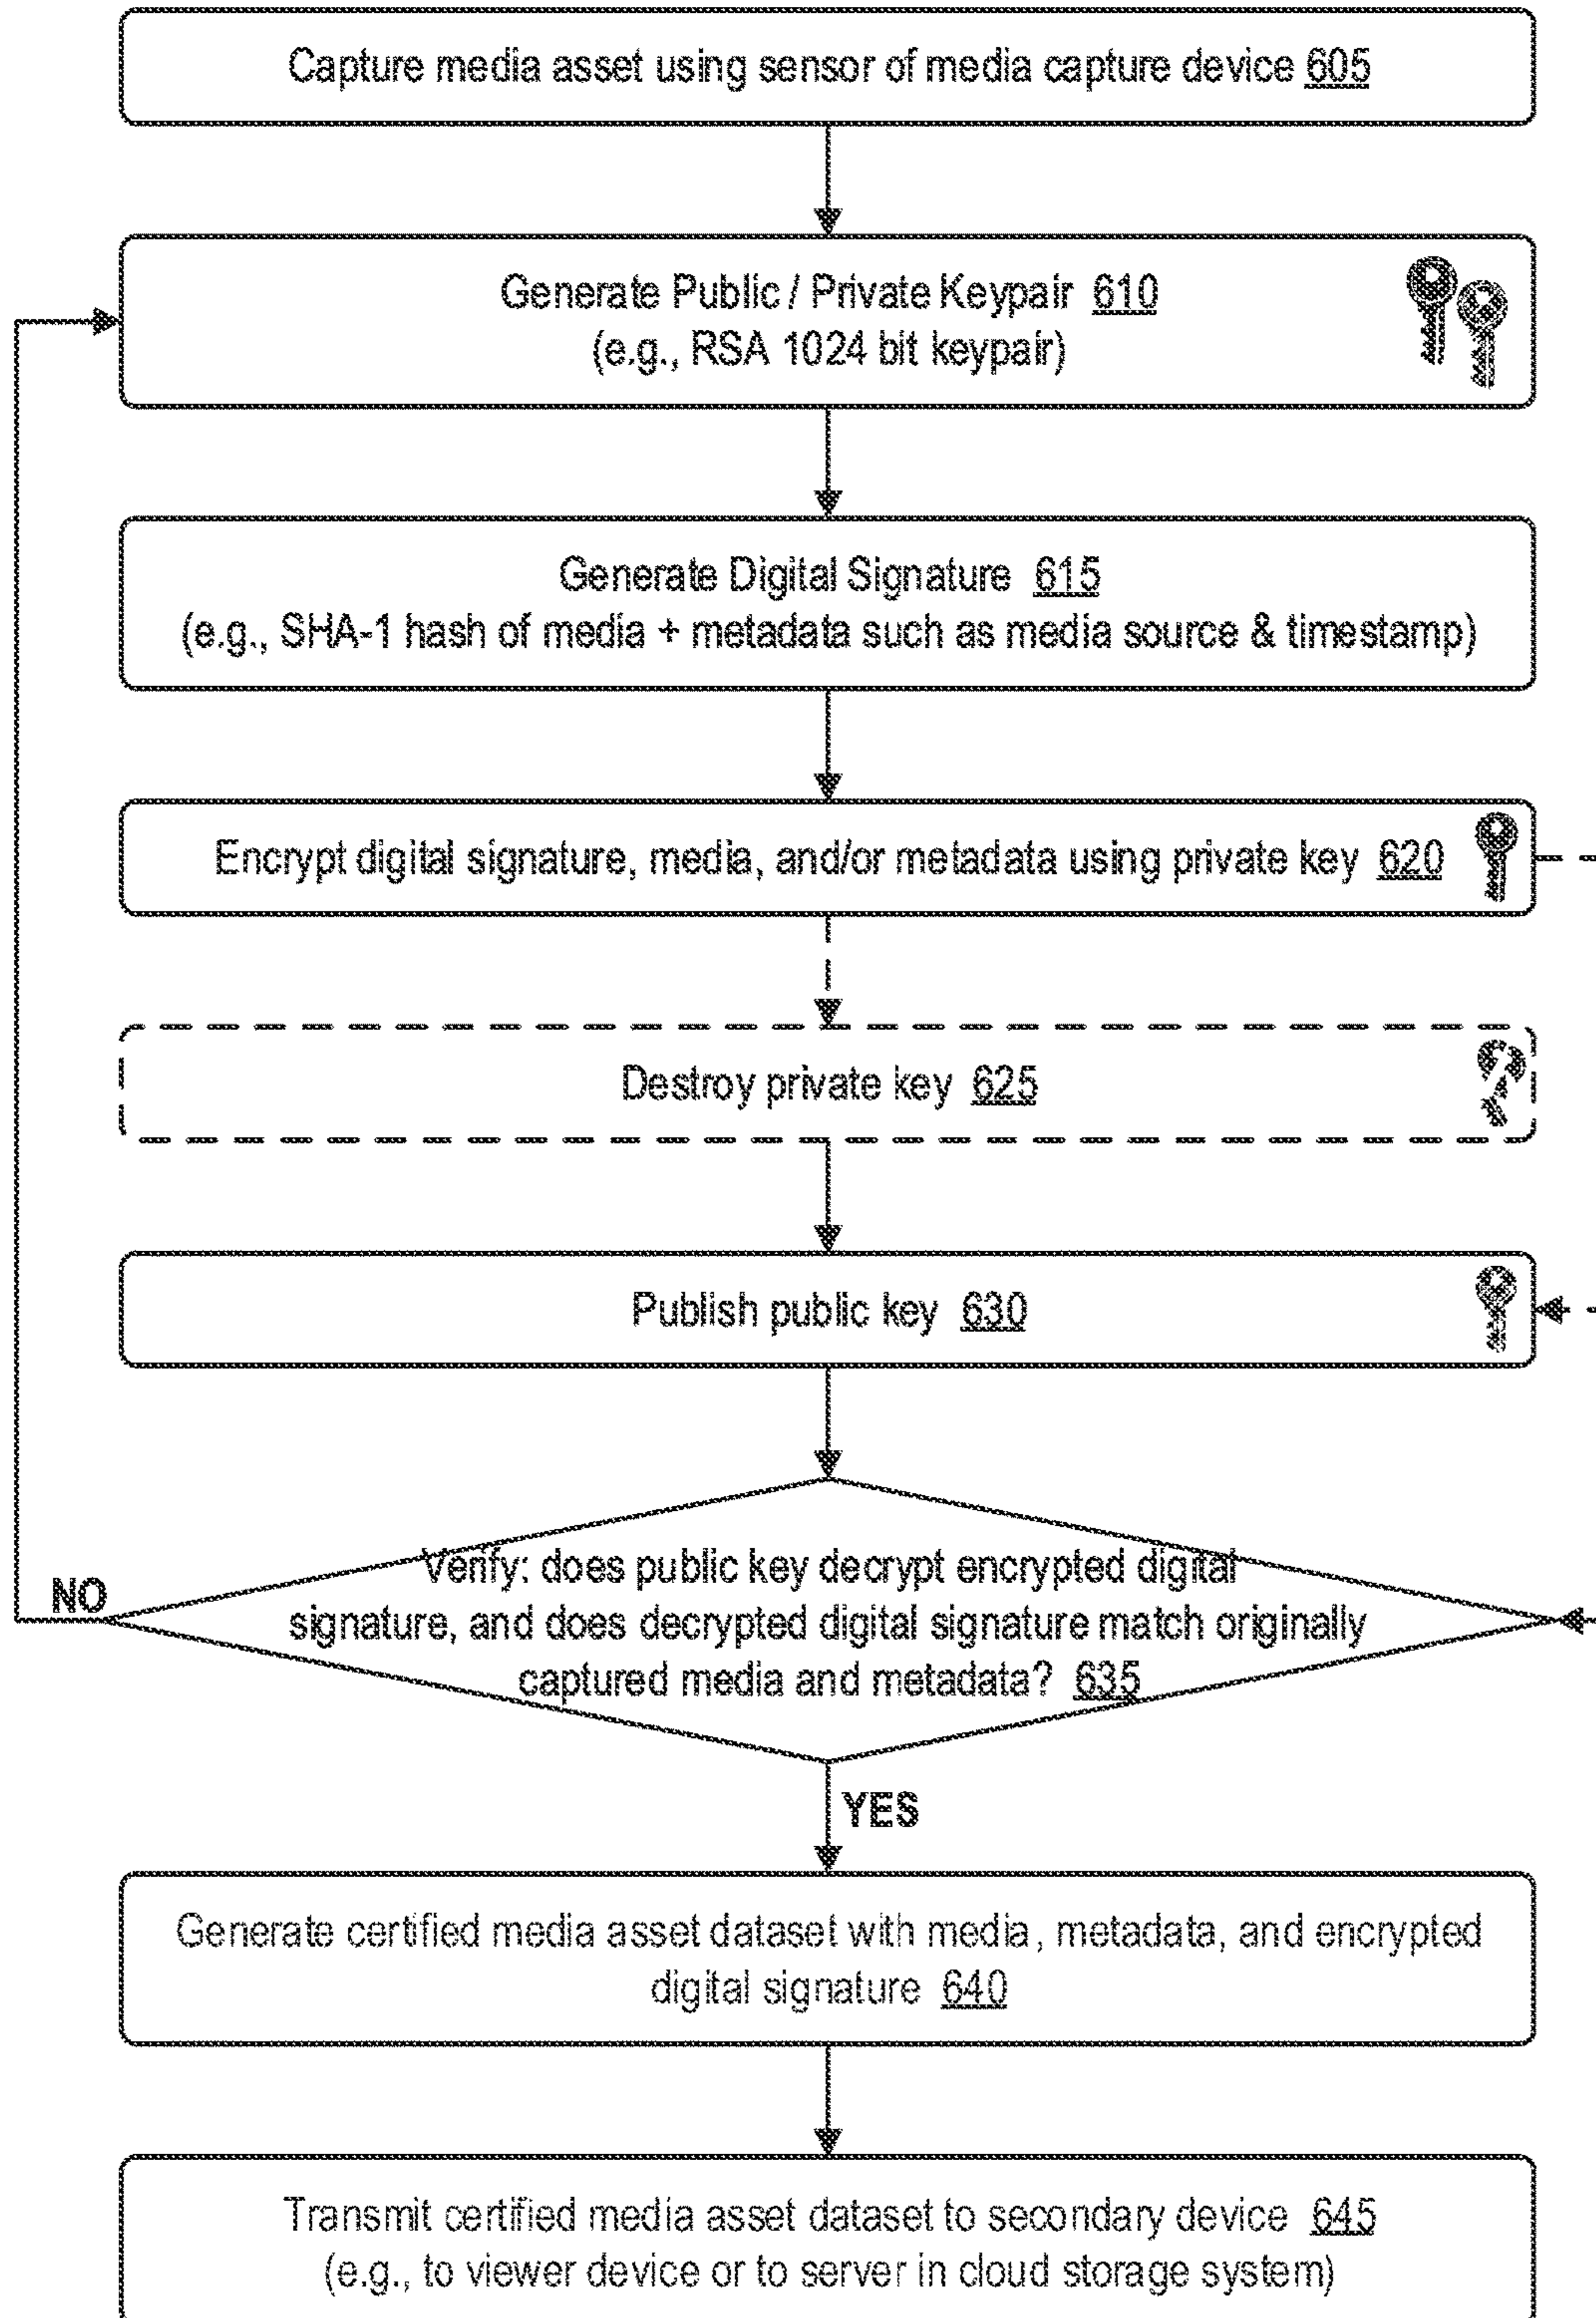 Capture media asset using sensor of media capture device 605
Generate Public / Private Keypair 610
(e.g., RSA 1024 bit keypair)
Generate Digital Signature 615
(e.g., SHA-1 hash of media + metadata such as media source & timestamp)
Encrypt digital signature, media, and/or metadata using private key 620
Destroy private key 625
Publish public key 630
Verify: does public key decrypt encrypted digital
signature, and does decrypted digital signature match originally
captured media and metadata? 635
NO
YES
Generate certified media asset dataset with media, metadata, and encrypted
digital signature 640
Transmit certified media asset dataset to secondary device 645
(e.g., to viewer device or to server in cloud storage system)